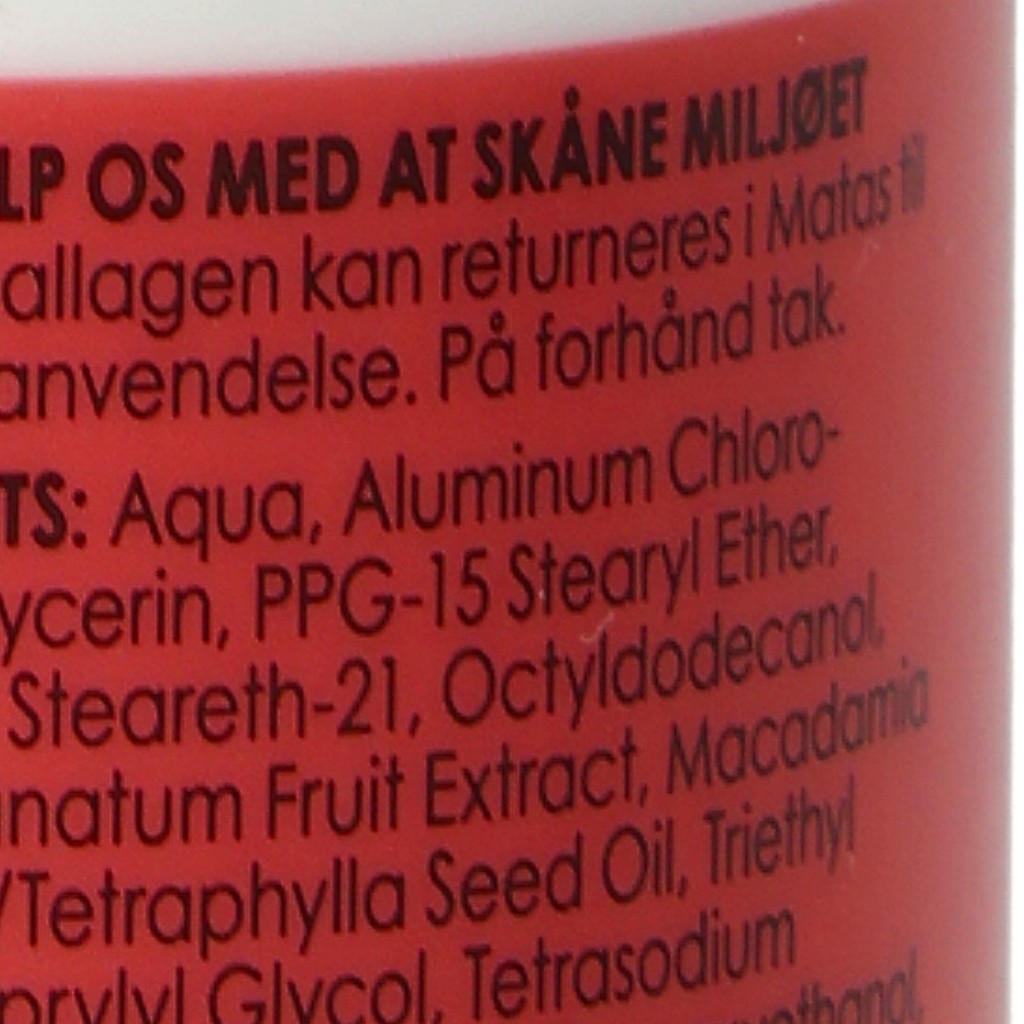 LP OS MED AT SKÅNE MILJØET
allagen kan returneres i Matas til
anvendelse. På forhånd tak.
TS: Aqua, Aluminum Chloro-
ycerin, PPG-15 Stearyl Ether,
Steareth-21, Octyldodecanol,
natum Fruit Extract, Macadamia
/Tetraphylla Seed Oil, Triethyl
prylyl Glycol, Tetrasodium